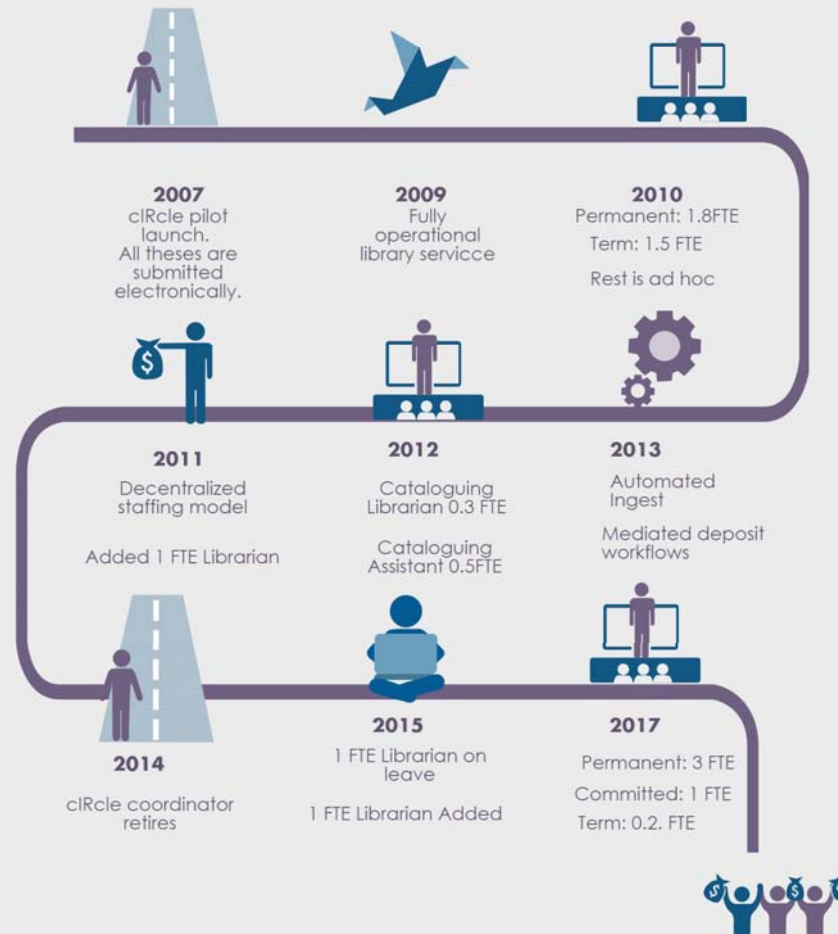 2007
cIRcle pilot
launch.
All theses are
submitted
electronically.
2009
Fully
operational
library servicce
2010
Permanent: 1.8FTE
Term: 1.5 FTE
Rest is ad hoc
$
2011
Decentralized
staffing model
Added 1 FTE Librarian
2012
Cataloguing
Librarian 0.3 FTE
Cataloguing
Assistant 0.5FTE
2013
Automated
Ingest
Mediated deposit
workflows
2014
cIRcle coordinator
retires
2015
1 FTE Librarian on
leave
1 FTE Librarian Added
2017
Permanent: 3 FTE
Committed: 1 FTE
Term: 0.2. FTE
$ $ $